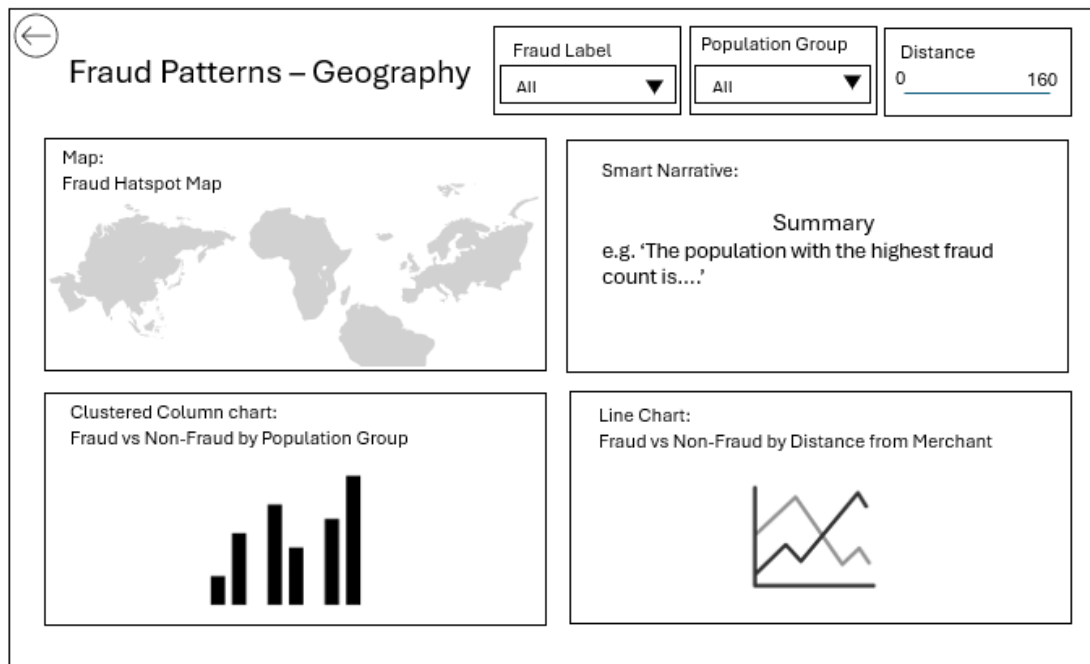 Fraud Patterns – Geography
Fraud Label
All
Population Group
All
Distance
0
160
Map:
Fraud Hatspot Map
Smart Narrative:
Summary
e.g. ‘The population with the highest fraud
count is....’
Clustered Column chart:
Fraud vs Non-Fraud by Population Group
Line Chart:
Fraud vs Non-Fraud by Distance from Merchant